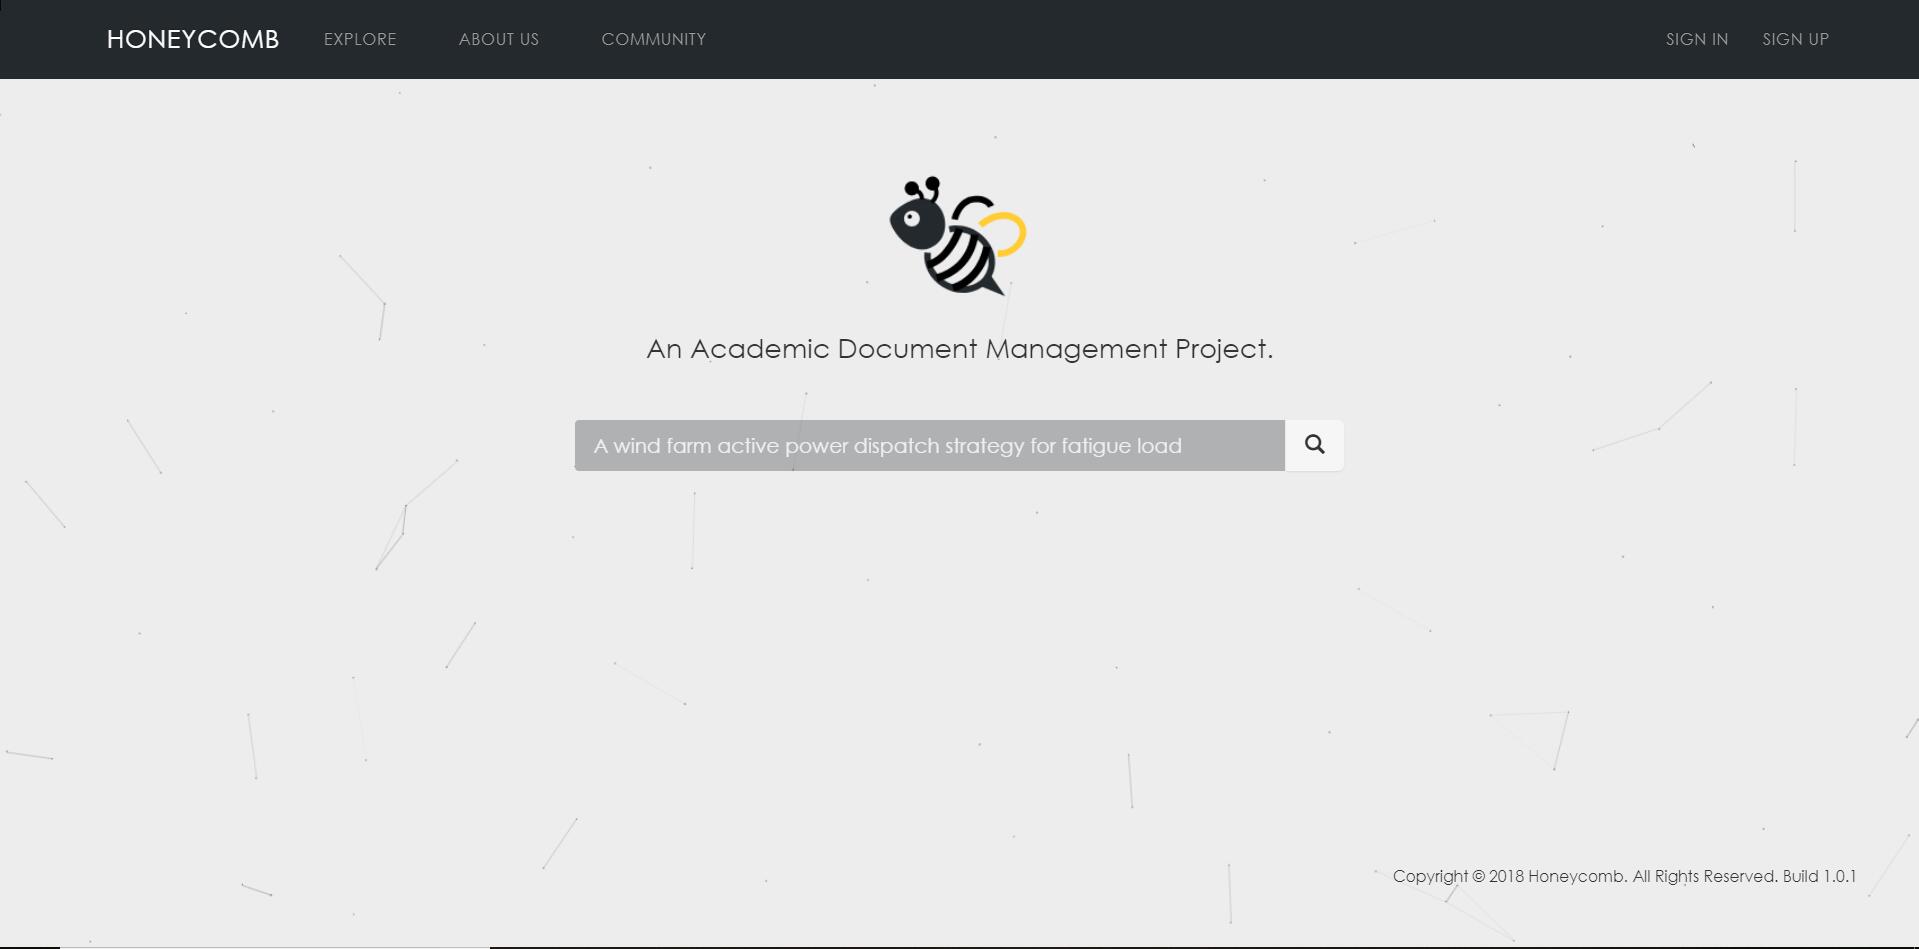 HONEYCOMB EXPLORE ABOUT US COMMUNITY SIGN IN SIGN UP
An Academic Document Management Project.
A wind farm active power dispatch strategy for fatigue load
Copyright © 2018 Honeycomb. All Rights Reserved. Build 1.0.1